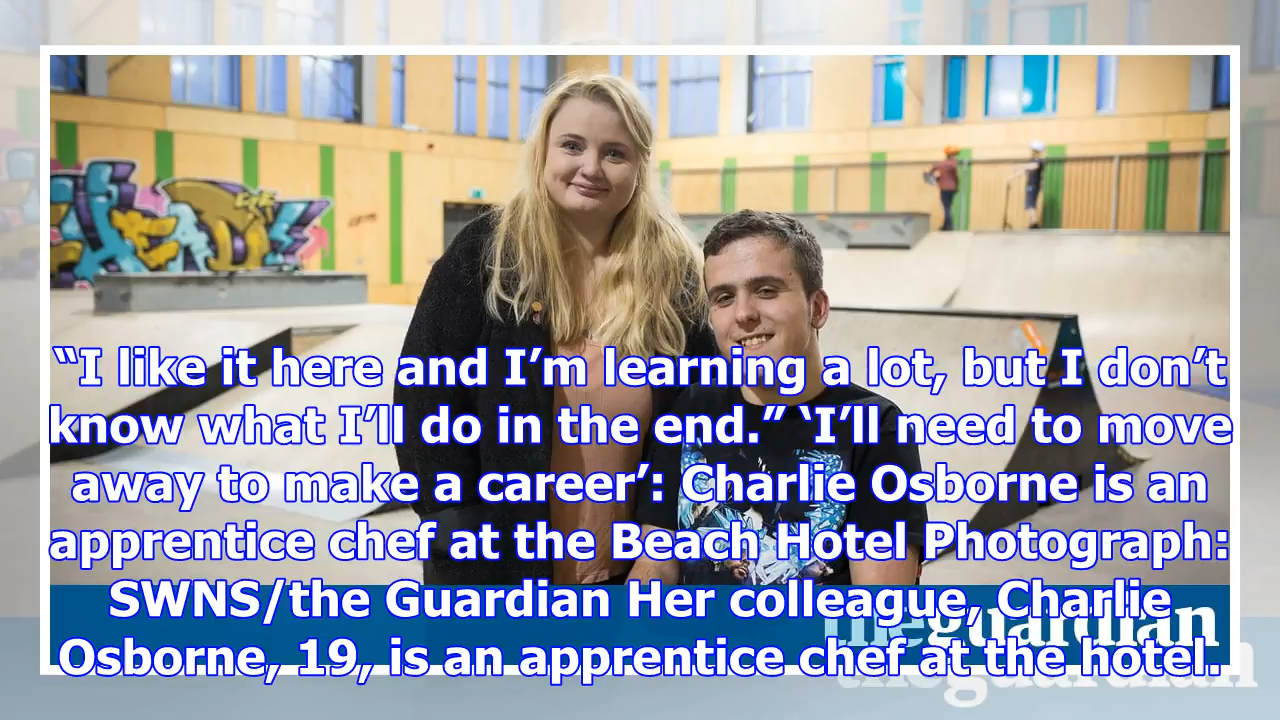 “I like it here and I’m learning a lot, but I don’t
know what I’ll do in the end.” ‘I’ll need to move
away to make a career’: Charlie Osborne is an
apprentice chef at the Beach Hotel Photograph:
SWNS/the Guardian Her colleague, Charlie
Osborne, 19, is an apprentice chef at the hotel.
theguardian
theguardian